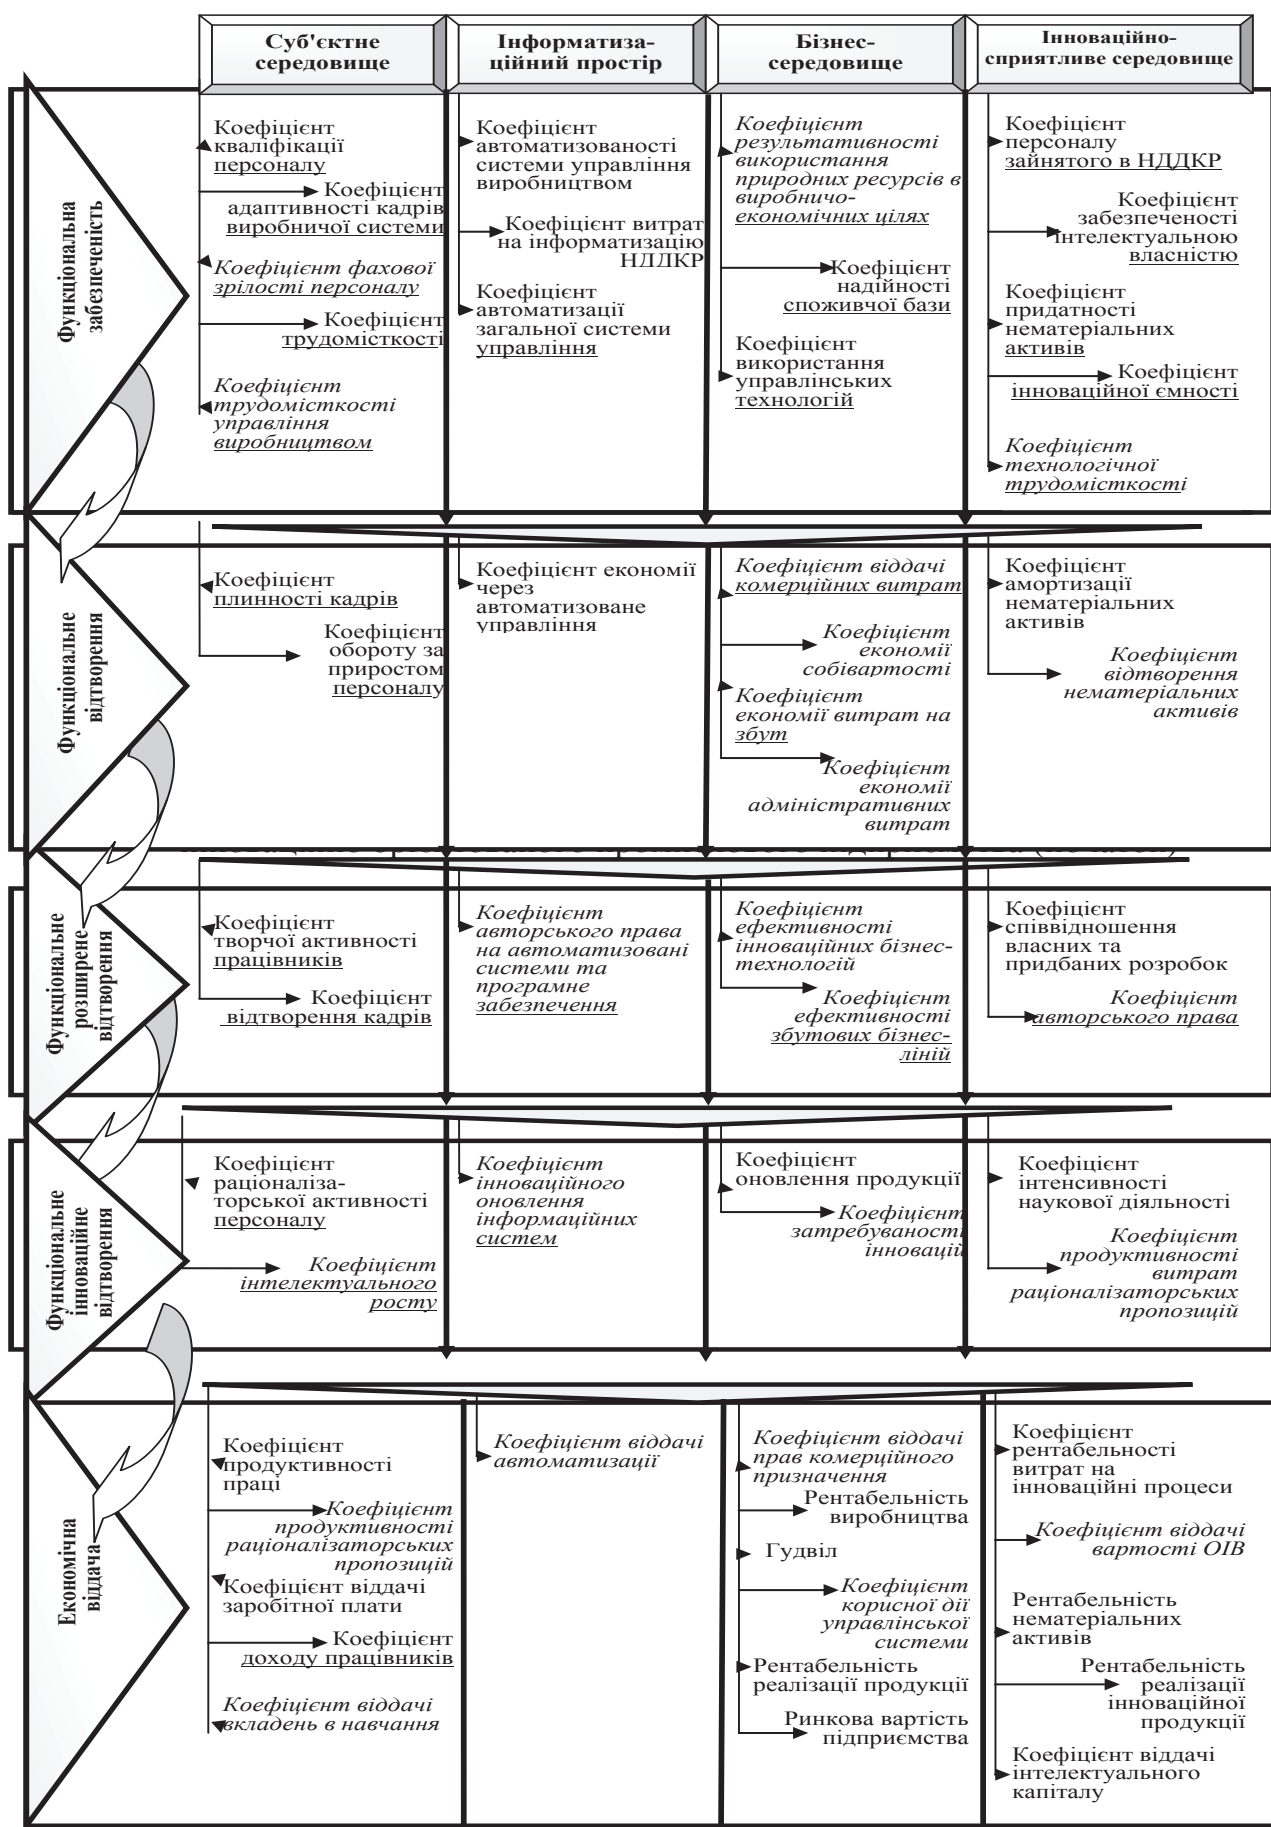 Суб'єктне
середовище
Інформатиза-
ційний простір
Бізнес-
середовище
Інноваційно-
сприятливе середовище
Функціональна
забезпеченість
Коефіцієнт
кваліфікації
персоналу
Коефіцієнт
адаптивності кадрів
виробничої системи
Коефіцієнт фахової
зрілості персоналу
Коефіцієнт
трудомісткості
Коефіцієнт
трудомісткості
управління
виробництвом
Коефіцієнт
автоматизованості
системи управління
виробництвом
Коефіцієнт витрат
на інформатизацію
НДДКР
Коефіцієнт
автоматизації
загальної системи
управління
Коефіцієнт
результативності
використання
природних ресурсів в
виробничо-
економічних цілях
Коефіцієнт
надійності
споживчої бази
Коефіцієнт
використання
управлінських
технологій
Коефіцієнт
персоналу
зайнятого в НДДКР
Коефіцієнт
забезпеченості
інтелектуальною
власністю
Коефіцієнт
придатності
нематеріальних
активів
Коефіцієнт
інноваційної ємності
Коефіцієнт
технологічної
трудомісткості
Функціональне
відтворення
Коефіцієнт
плинності кадрів
Коефіцієнт
обороту за
приростом
персоналу
Коефіцієнт економії
через
автоматизоване
управління
Коефіцієнт віддачі
комерційних витрат
Коефіцієнт
економії
собівартості
Коефіцієнт
економії витрат на
збут
Коефіцієнт
економії
адміністративних
витрат
Коефіцієнт
амортизації
нематеріальних
активів
Коефіцієнт
відтворення
нематеріальних
активів
Функціональне
розширене
відтворення
Коефіцієнт
творчої активності
працівників
Коефіцієнт
відтворення кадрів
Коефіцієнт
авторського права
на автоматизовані
системи та
програмне
забезпечення
Коефіцієнт
ефективності
інноваційних бізнес-
технологій
Коефіцієнт
ефективності
збутових бізнес-
ліній
Коефіцієнт
співвідношення
власних та
придбаних розробок
Коефіцієнт
авторського права
Функціональне
інноваційне
відтворення
Коефіцієнт
раціоналіза-
торської активності
персоналу
Коефіцієнт
інтелектуального
росту
Коефіцієнт
інноваційного
оновлення
інформаційних
систем
Коефіцієнт
оновлення продукції
Коефіцієнт
затребуваності
інновацій
Коефіцієнт
інтенсивності
наукової діяльності
Коефіцієнт
продуктивності
витрат
раціоналізаторських
пропозицій
Економічна
віддача
Коефіцієнт
продуктивності
праці
Коефіцієнт
продуктивності
раціоналізаторських
пропозицій
Коефіцієнт віддачі
заробітної плати
Коефіцієнт
доходу працівників
Коефіцієнт віддачі
вкладень в навчання
Коефіцієнт віддачі
автоматизації
Коефіцієнт віддачі
прав комерційного
призначення
Рентабельність
виробництва
Гудвіл
Коефіцієнт
корисної дії
управлінської
системи
Рентабельність
реалізації продукції
Ринкова вартість
підприємства
Коефіцієнт
рентабельності
витрат на
інноваційні процеси
Коефіцієнт віддачі
вартості ОІВ
Рентабельність
нематеріальних
активів
Рентабельність
реалізації
інноваційної
продукції
Коефіцієнт віддачі
інтелектуального
капіталу